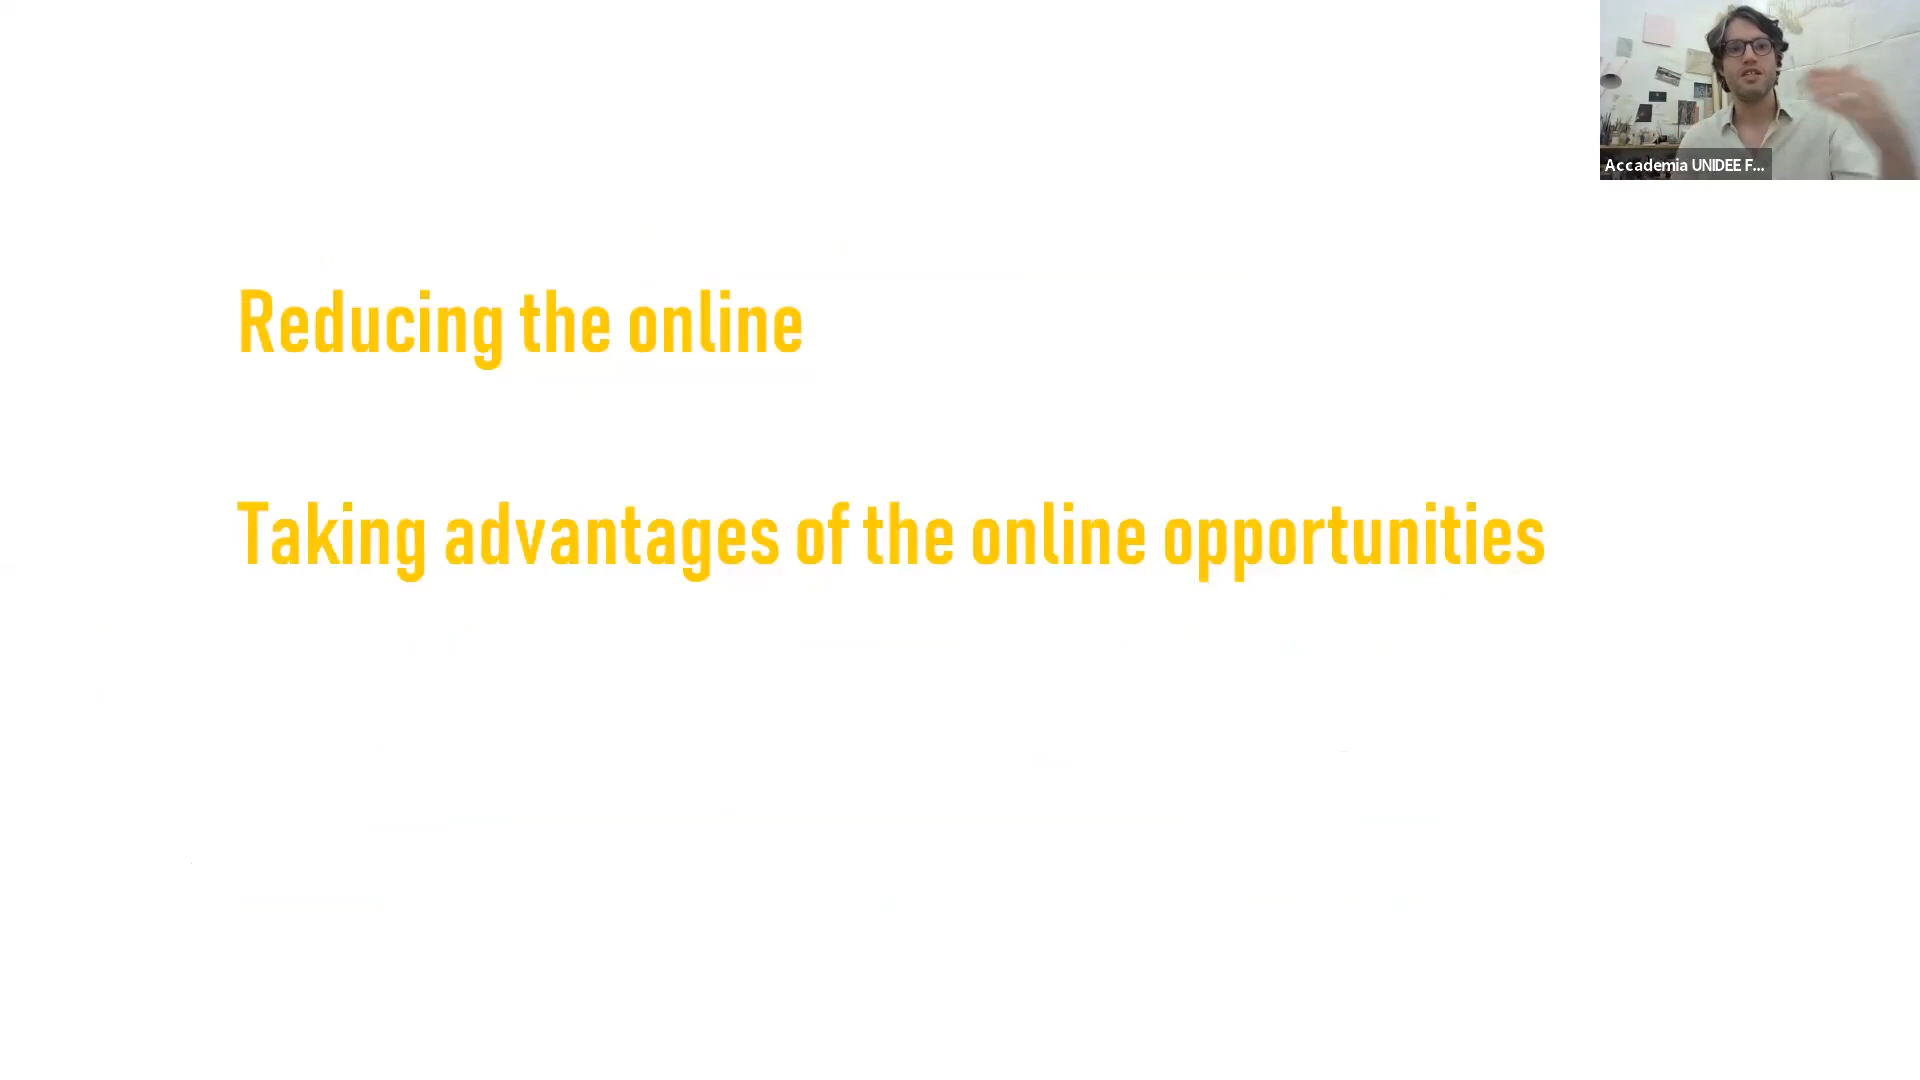 Accademia UNIDEE F...
Reducing the online
Taking advantages of the online opportunities